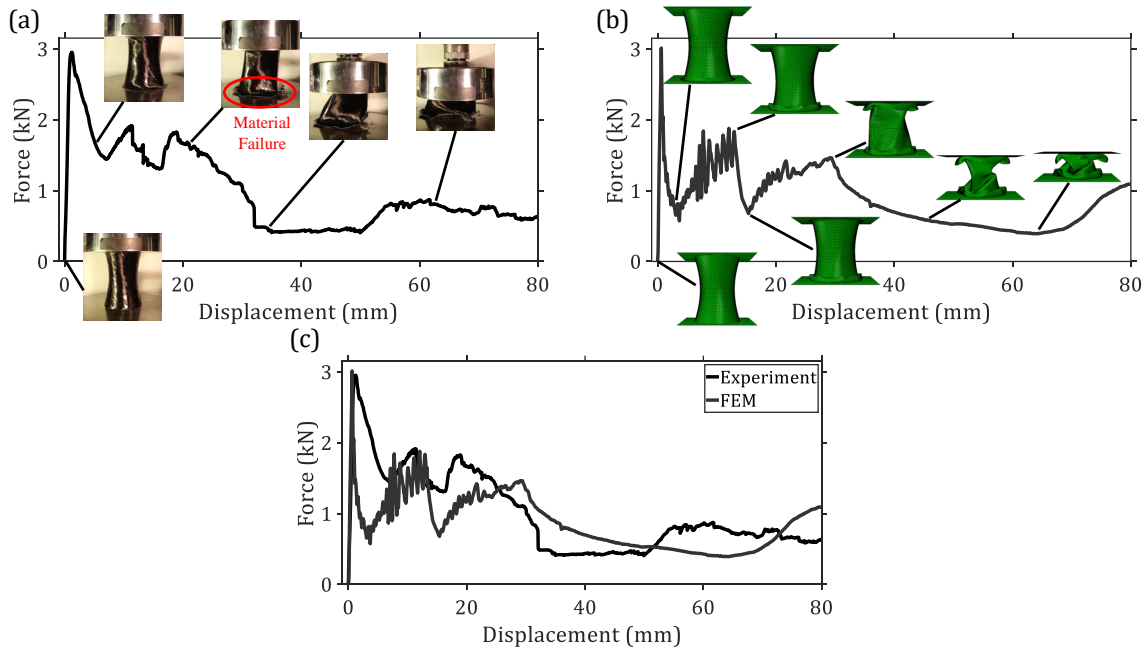 (a)
3
2
1
0
Force (kN)
Material
Failure
0
20
40
60
80
Displacement (mm)
(b)
3
2
1
0
Force (kN)
0
20
40
60
80
Displacement (mm)
(c)
3
2
1
0
Force (kN)
Experiment
FEM
0
20
40
60
80
Displacement (mm)